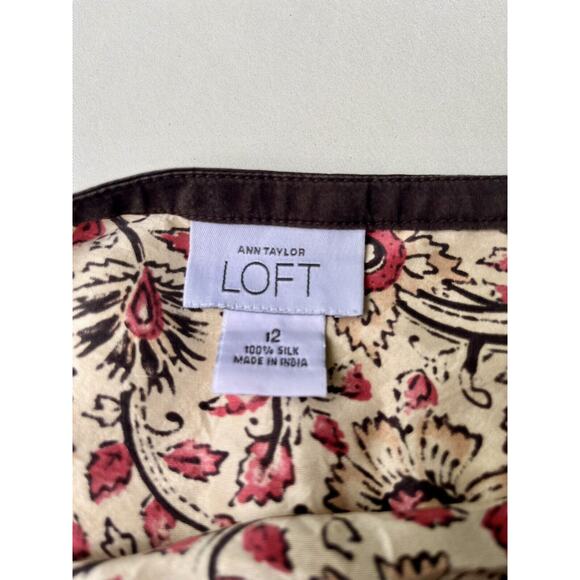 ANN TAYLOR
LOFT
12
100% SILK
MADE IN INDIA